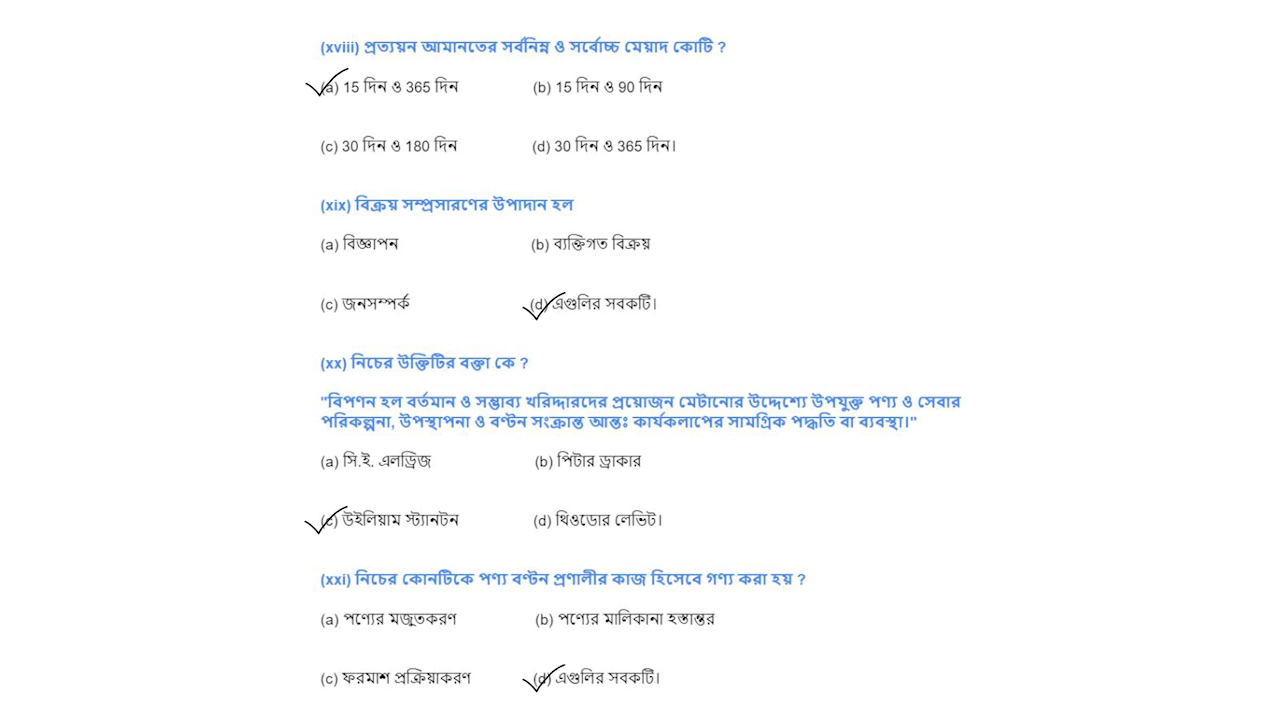 (xviii) প্রত্যয়ন আমানতের সর্বনিম্ন ও সর্বোচ্চ মেয়াদ কোটি ?
(a) 15 দিন ও 365 দিন (b) 15 দিন ও 90 দিন
(c) 30 দিন ও 180 দিন (d) 30 দিন ও 365 দিন।
(xix) বিক্রয় সম্প্রসারণের উপাদান হল
(a) বিজ্ঞাপন (b) ব্যক্তিগত বিক্রয়
(c) জনসম্পর্ক (d) এগুলির সবকটি।
(xx) নিচের উক্তিটির বক্তা কে ?
"বিপণন হল বর্তমান ও সম্ভাব্য খরিদ্দারদের প্রয়োজন মেটানোর উদ্দেশ্যে উপযুক্ত পণ্য ও সেবার
পরিকল্পনা, উপস্থাপনা ও বণ্টন সংক্রান্ত আন্তঃ কার্যকলাপের সামগ্রিক পদ্ধতি বা ব্যবস্থা।"
(a) সি.ই. এলড্রিজ (b) পিটার ড্রাকার
(c) উইলিয়াম স্ট্যানটন (d) থিওডোর লেভিট।
(xxi) নিচের কোনটিকে পণ্য বণ্টন প্রণালীর কাজ হিসেবে গণ্য করা হয় ?
(a) পণ্যের মজুতকরণ (b) পণ্যের মালিকানা হস্তান্তর
(c) ফরমাশ প্রক্রিয়াকরণ (d) এগুলির সবকটি।